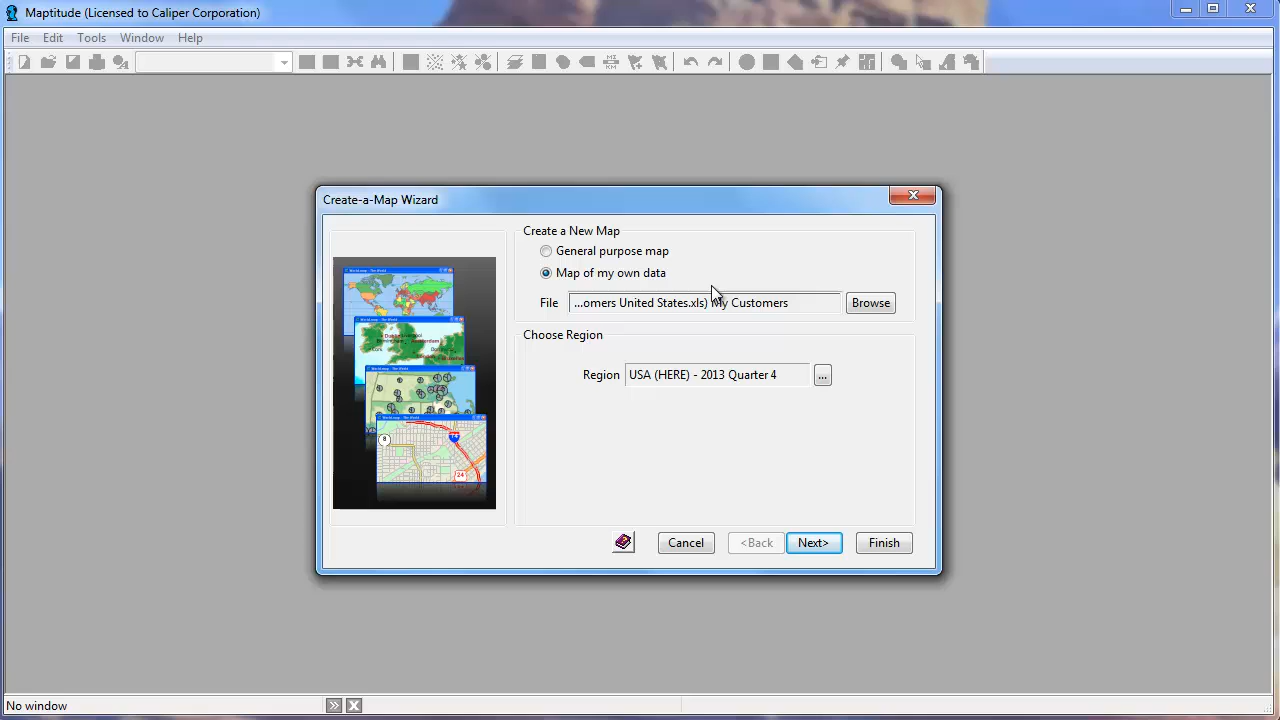 Maptitude (Licensed to Caliper Corporation)
File Edit Tools Window Help
Create-a-Map Wizard
Create a New Map
General purpose map
Map of my own data
File ...omers United States.xls) My Customers Browse
Choose Region
Region USA (HERE) - 2013 Quarter 4 ...
Cancel <Back Next> Finish
No window